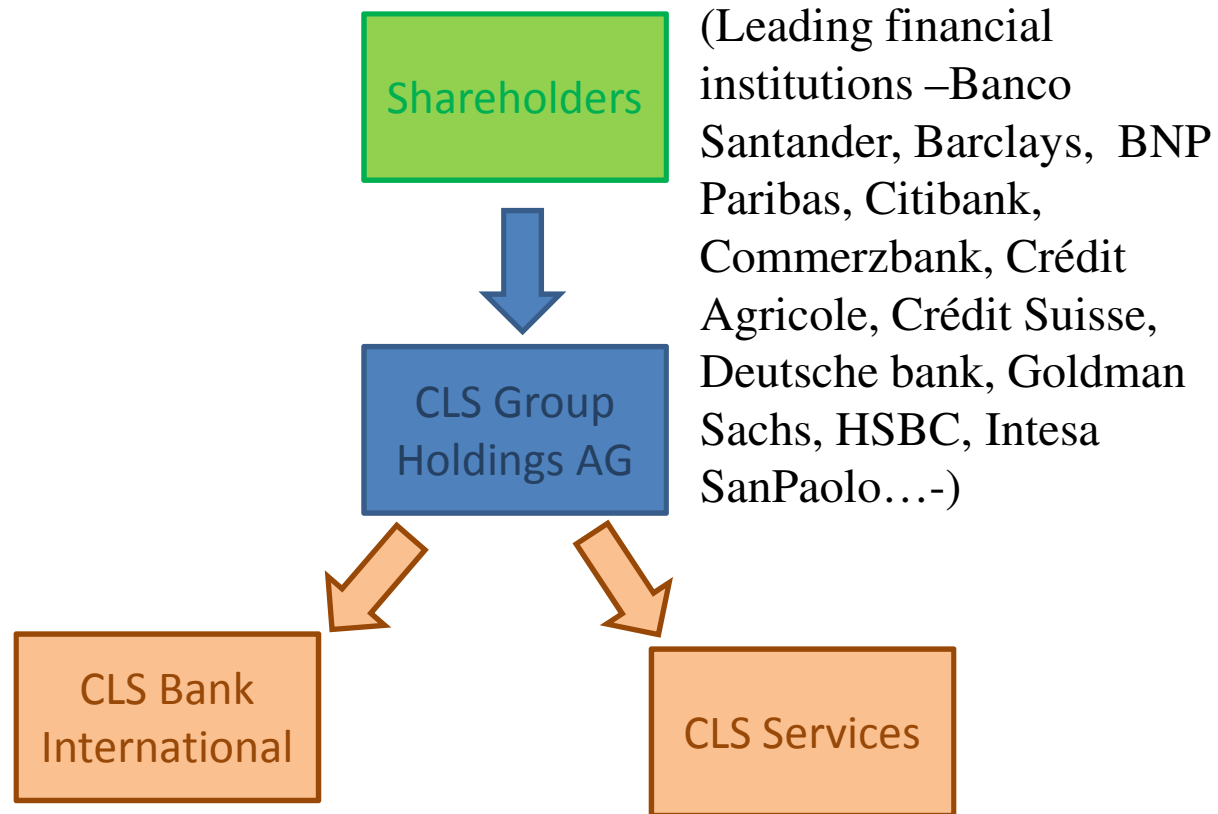 Shareholders
(Leading financial
institutions –Banco
Santander, Barclays,  BNP
Paribas, Citibank,
Commerzbank, Crédit
Agricole, Crédit Suisse,
Deutsche bank, Goldman
Sachs, HSBC, Intesa
SanPaolo…-)
CLS Group
Holdings AG
CLS Bank
International
CLS Services